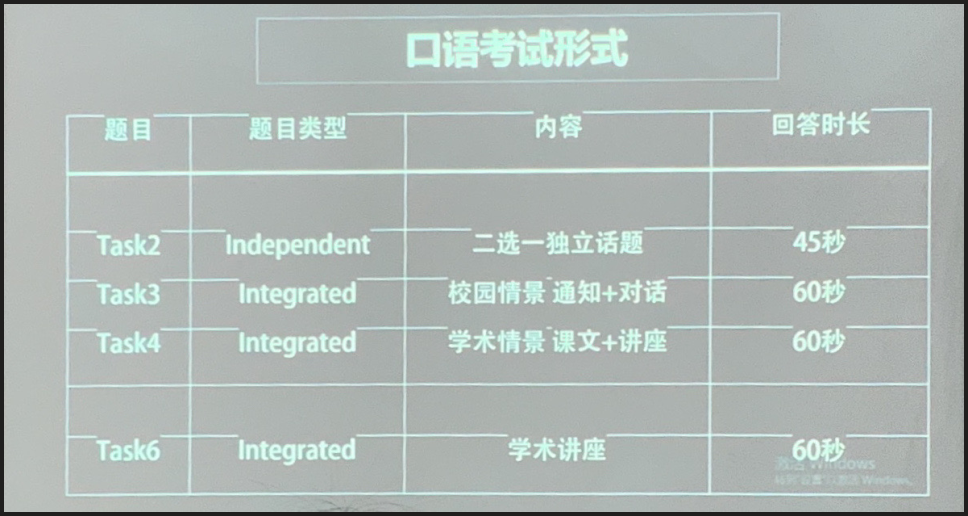 口语考试形式
题目 题目类型 内容 回答时长
Task2 Independent 二选一独立话题 45秒
Task3 Integrated 校园情景 通知+对话 60秒
Task4 Integrated 学术情景 课文+讲座 60秒
Task6 Integrated 学术讲座 60秒
激活 Windows
转到"设置"以激活 Windows。